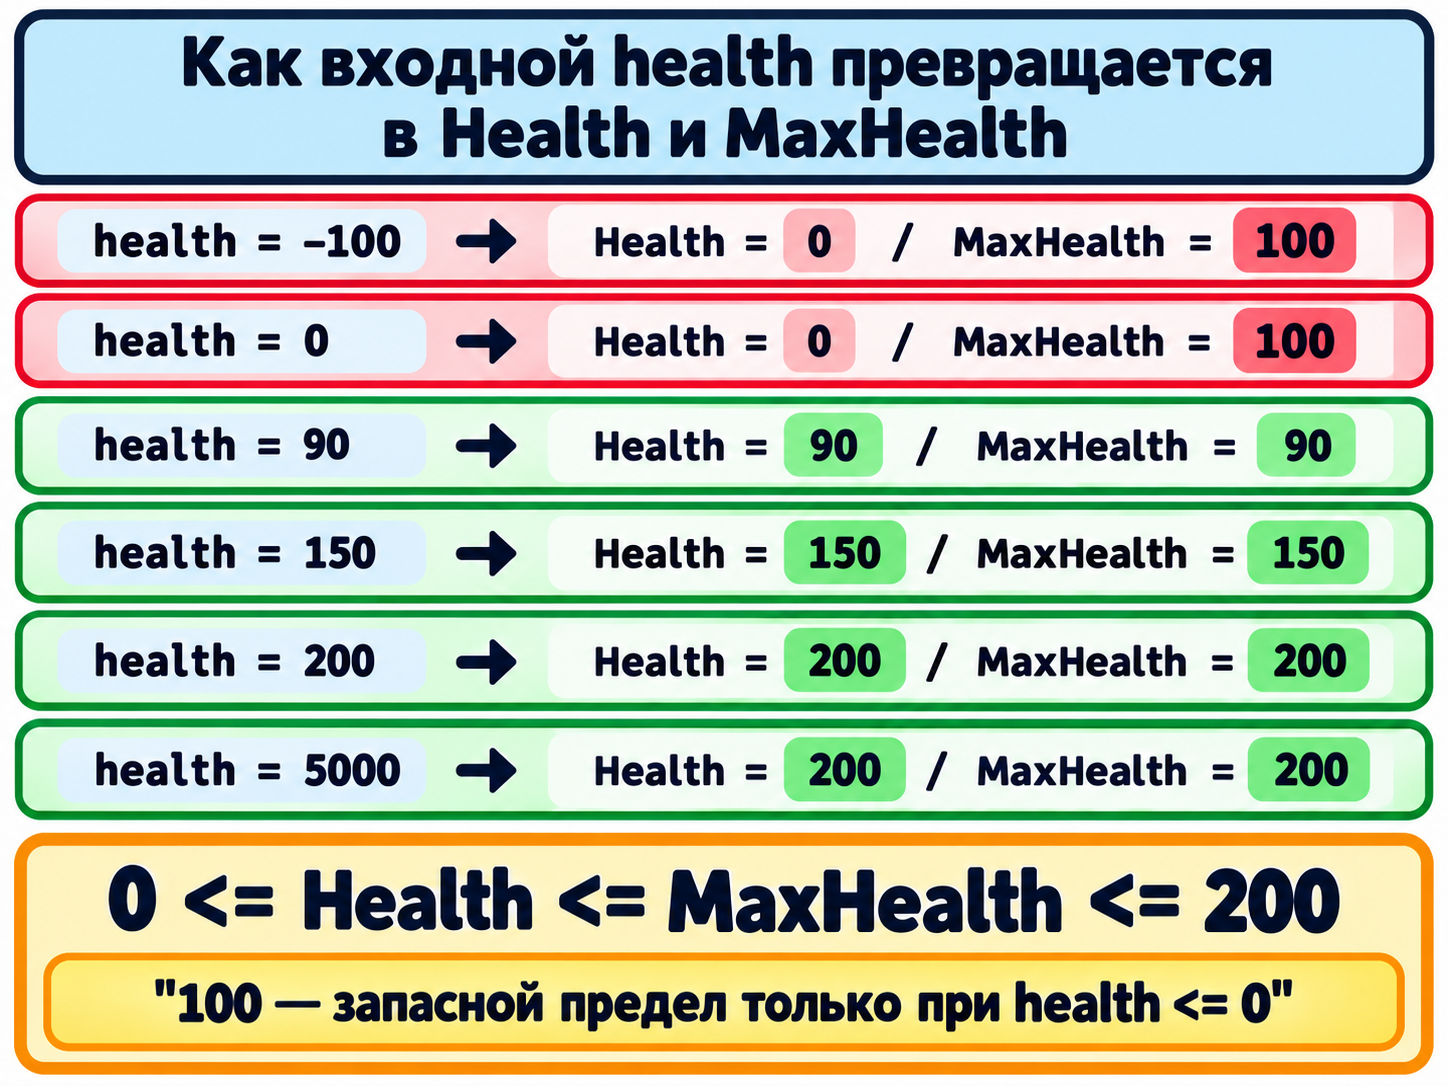 Как входной health превращается
в Health и MaxHealth
health = –100 → Health = 0 / MaxHealth = 100
health = 0 → Health = 0 / MaxHealth = 100
health = 90 → Health = 90 / MaxHealth = 90
health = 150 → Health = 150 / MaxHealth = 150
health = 200 → Health = 200 / MaxHealth = 200
health = 5000 → Health = 200 / MaxHealth = 200
0 <= Health <= MaxHealth <= 200
"100 — запасной предел только при health <= 0"